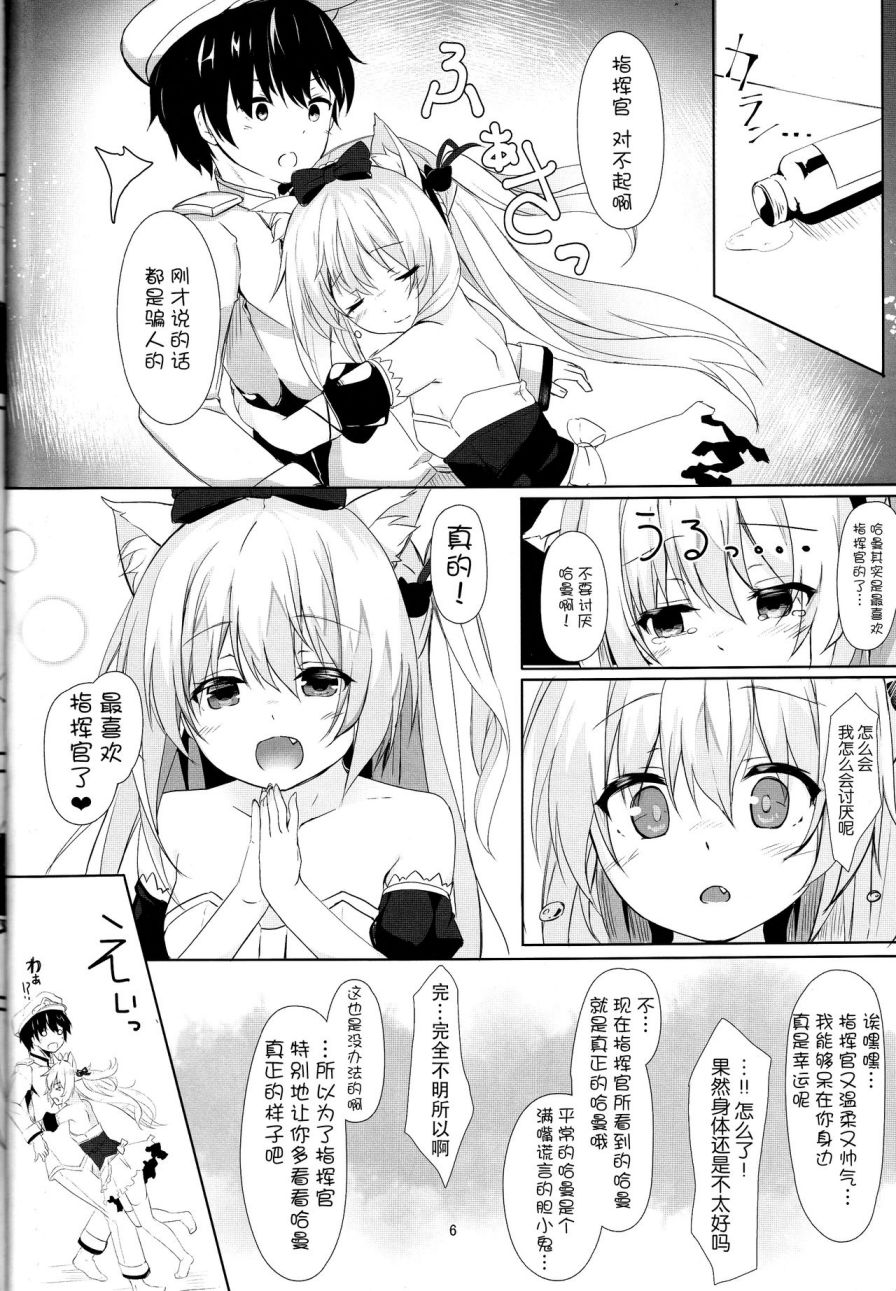 カラン…
指挥官 对不起啊
ふぁさっ
刚才说的话
都是骗人的
哈曼其实是最喜欢
指挥官的了…
うるっ....
不要讨厌
哈曼啊！
怎么会
我怎么会讨厌呢
真的！
最喜欢
指挥官了❤
诶嘿嘿…
指挥官又温柔又帅气…
我能够呆在你身边
真是幸运呢
…!! 怎么了！
果然身体还是不太好吗
不…
现在指挥官所看到的哈曼
就是真正的哈曼哦
平常的哈曼是个
满嘴谎言的胆小鬼…
完…完全不明所以啊
这也是没办法的啊
…所以为了指挥官
特别地让你多看看哈曼
真正的样子吧
えいっ
わぁ!?
6